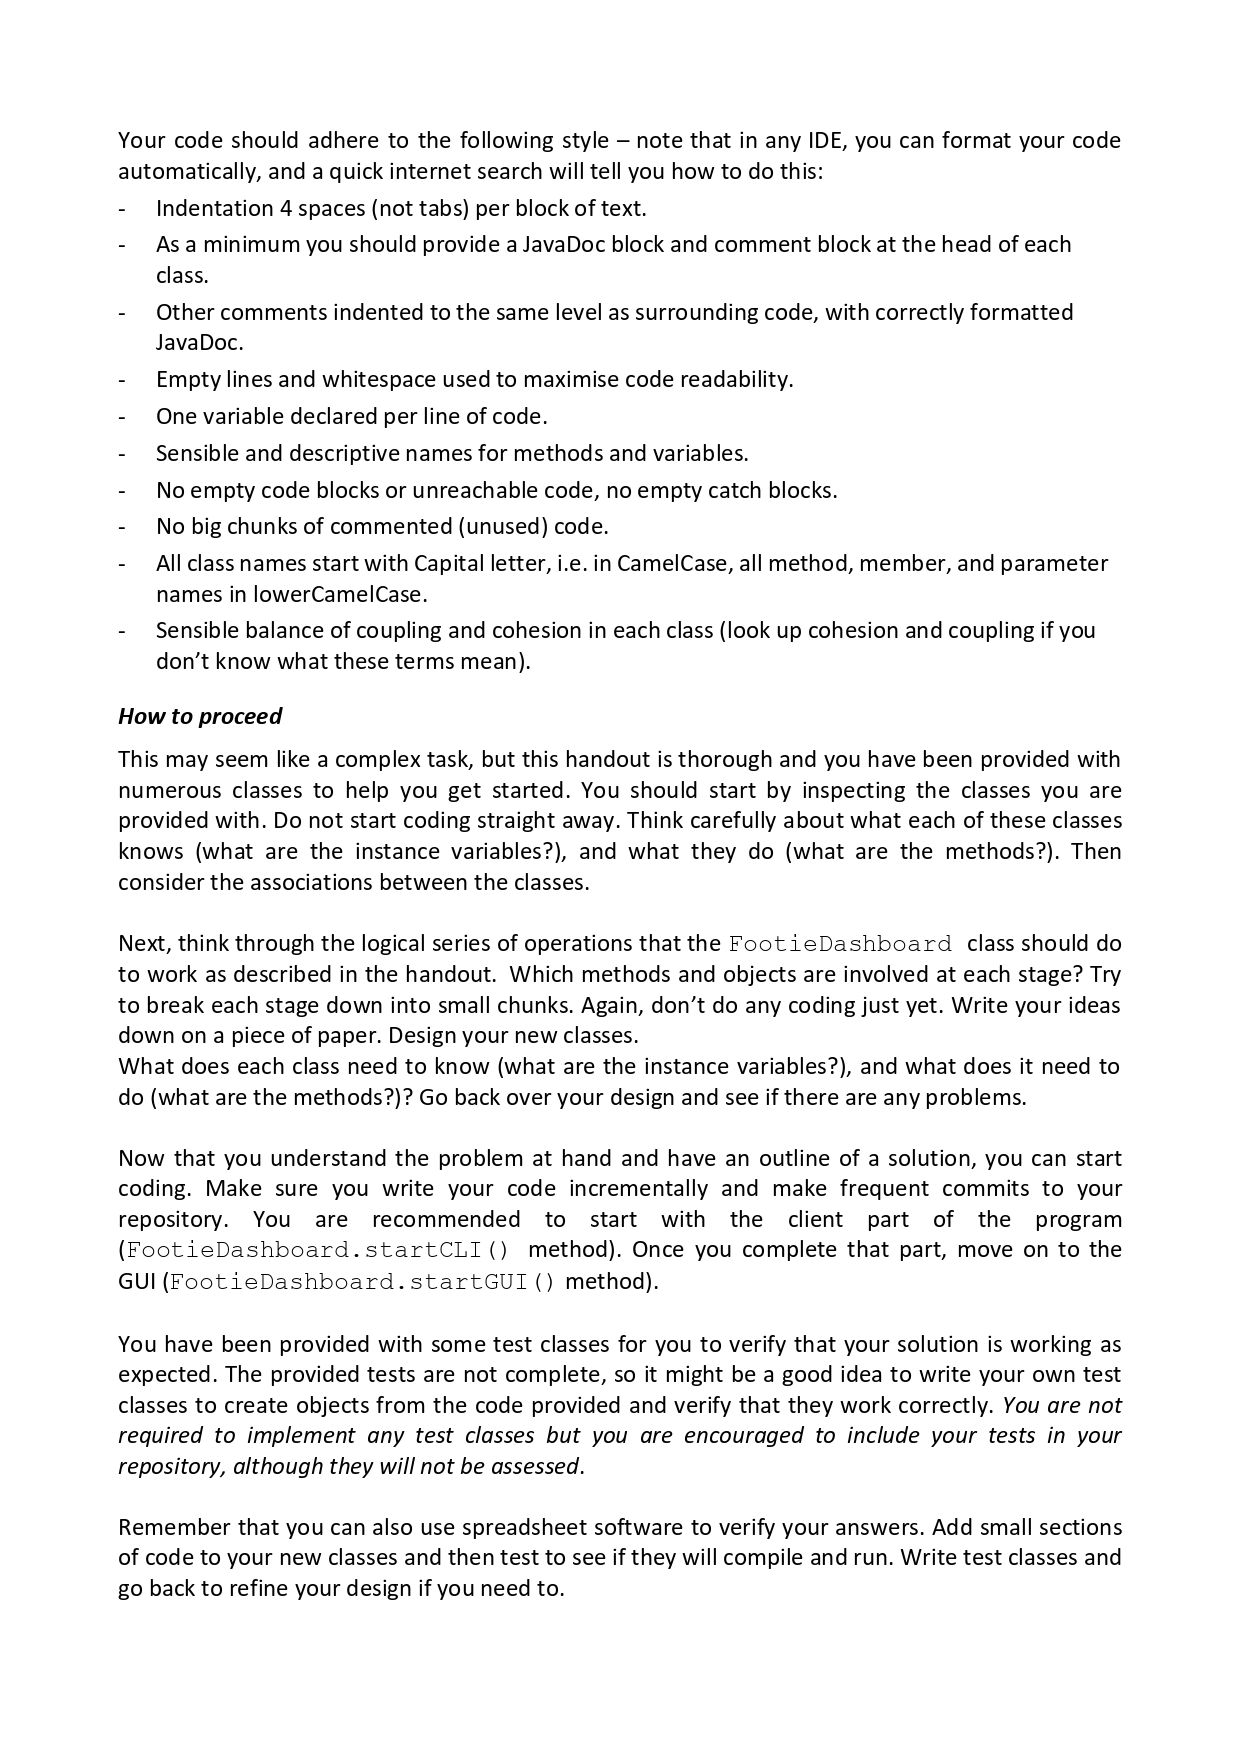 Your code should adhere to the following style – note that in any IDE, you can format your code
automatically, and a quick internet search will tell you how to do this:
- Indentation 4 spaces (not tabs) per block of text.
- As a minimum you should provide a JavaDoc block and comment block at the head of each
class.
- Other comments indented to the same level as surrounding code, with correctly formatted
JavaDoc.
- Empty lines and whitespace used to maximise code readability.
- One variable declared per line of code.
- Sensible and descriptive names for methods and variables.
- No empty code blocks or unreachable code, no empty catch blocks.
- No big chunks of commented (unused) code.
- All class names start with Capital letter, i.e. in CamelCase, all method, member, and parameter
names in lowerCamelCase.
- Sensible balance of coupling and cohesion in each class (look up cohesion and coupling if you
don’t know what these terms mean).
How to proceed
This may seem like a complex task, but this handout is thorough and you have been provided with
numerous classes to help you get started. You should start by inspecting the classes you are
provided with. Do not start coding straight away. Think carefully about what each of these classes
knows (what are the instance variables?), and what they do (what are the methods?). Then
consider the associations between the classes.
Next, think through the logical series of operations that the FootieDashboard class should do
to work as described in the handout. Which methods and objects are involved at each stage? Try
to break each stage down into small chunks. Again, don’t do any coding just yet. Write your ideas
down on a piece of paper. Design your new classes.
What does each class need to know (what are the instance variables?), and what does it need to
do (what are the methods?)? Go back over your design and see if there are any problems.
Now that you understand the problem at hand and have an outline of a solution, you can start
coding. Make sure you write your code incrementally and make frequent commits to your
repository. You are recommended to start with the client part of the program
(FootieDashboard.startCLI() method). Once you complete that part, move on to the
GUI (FootieDashboard.startGUI() method).
You have been provided with some test classes for you to verify that your solution is working as
expected. The provided tests are not complete, so it might be a good idea to write your own test
classes to create objects from the code provided and verify that they work correctly. You are not
required to implement any test classes but you are encouraged to include your tests in your
repository, although they will not be assessed.
Remember that you can also use spreadsheet software to verify your answers. Add small sections
of code to your new classes and then test to see if they will compile and run. Write test classes and
go back to refine your design if you need to.